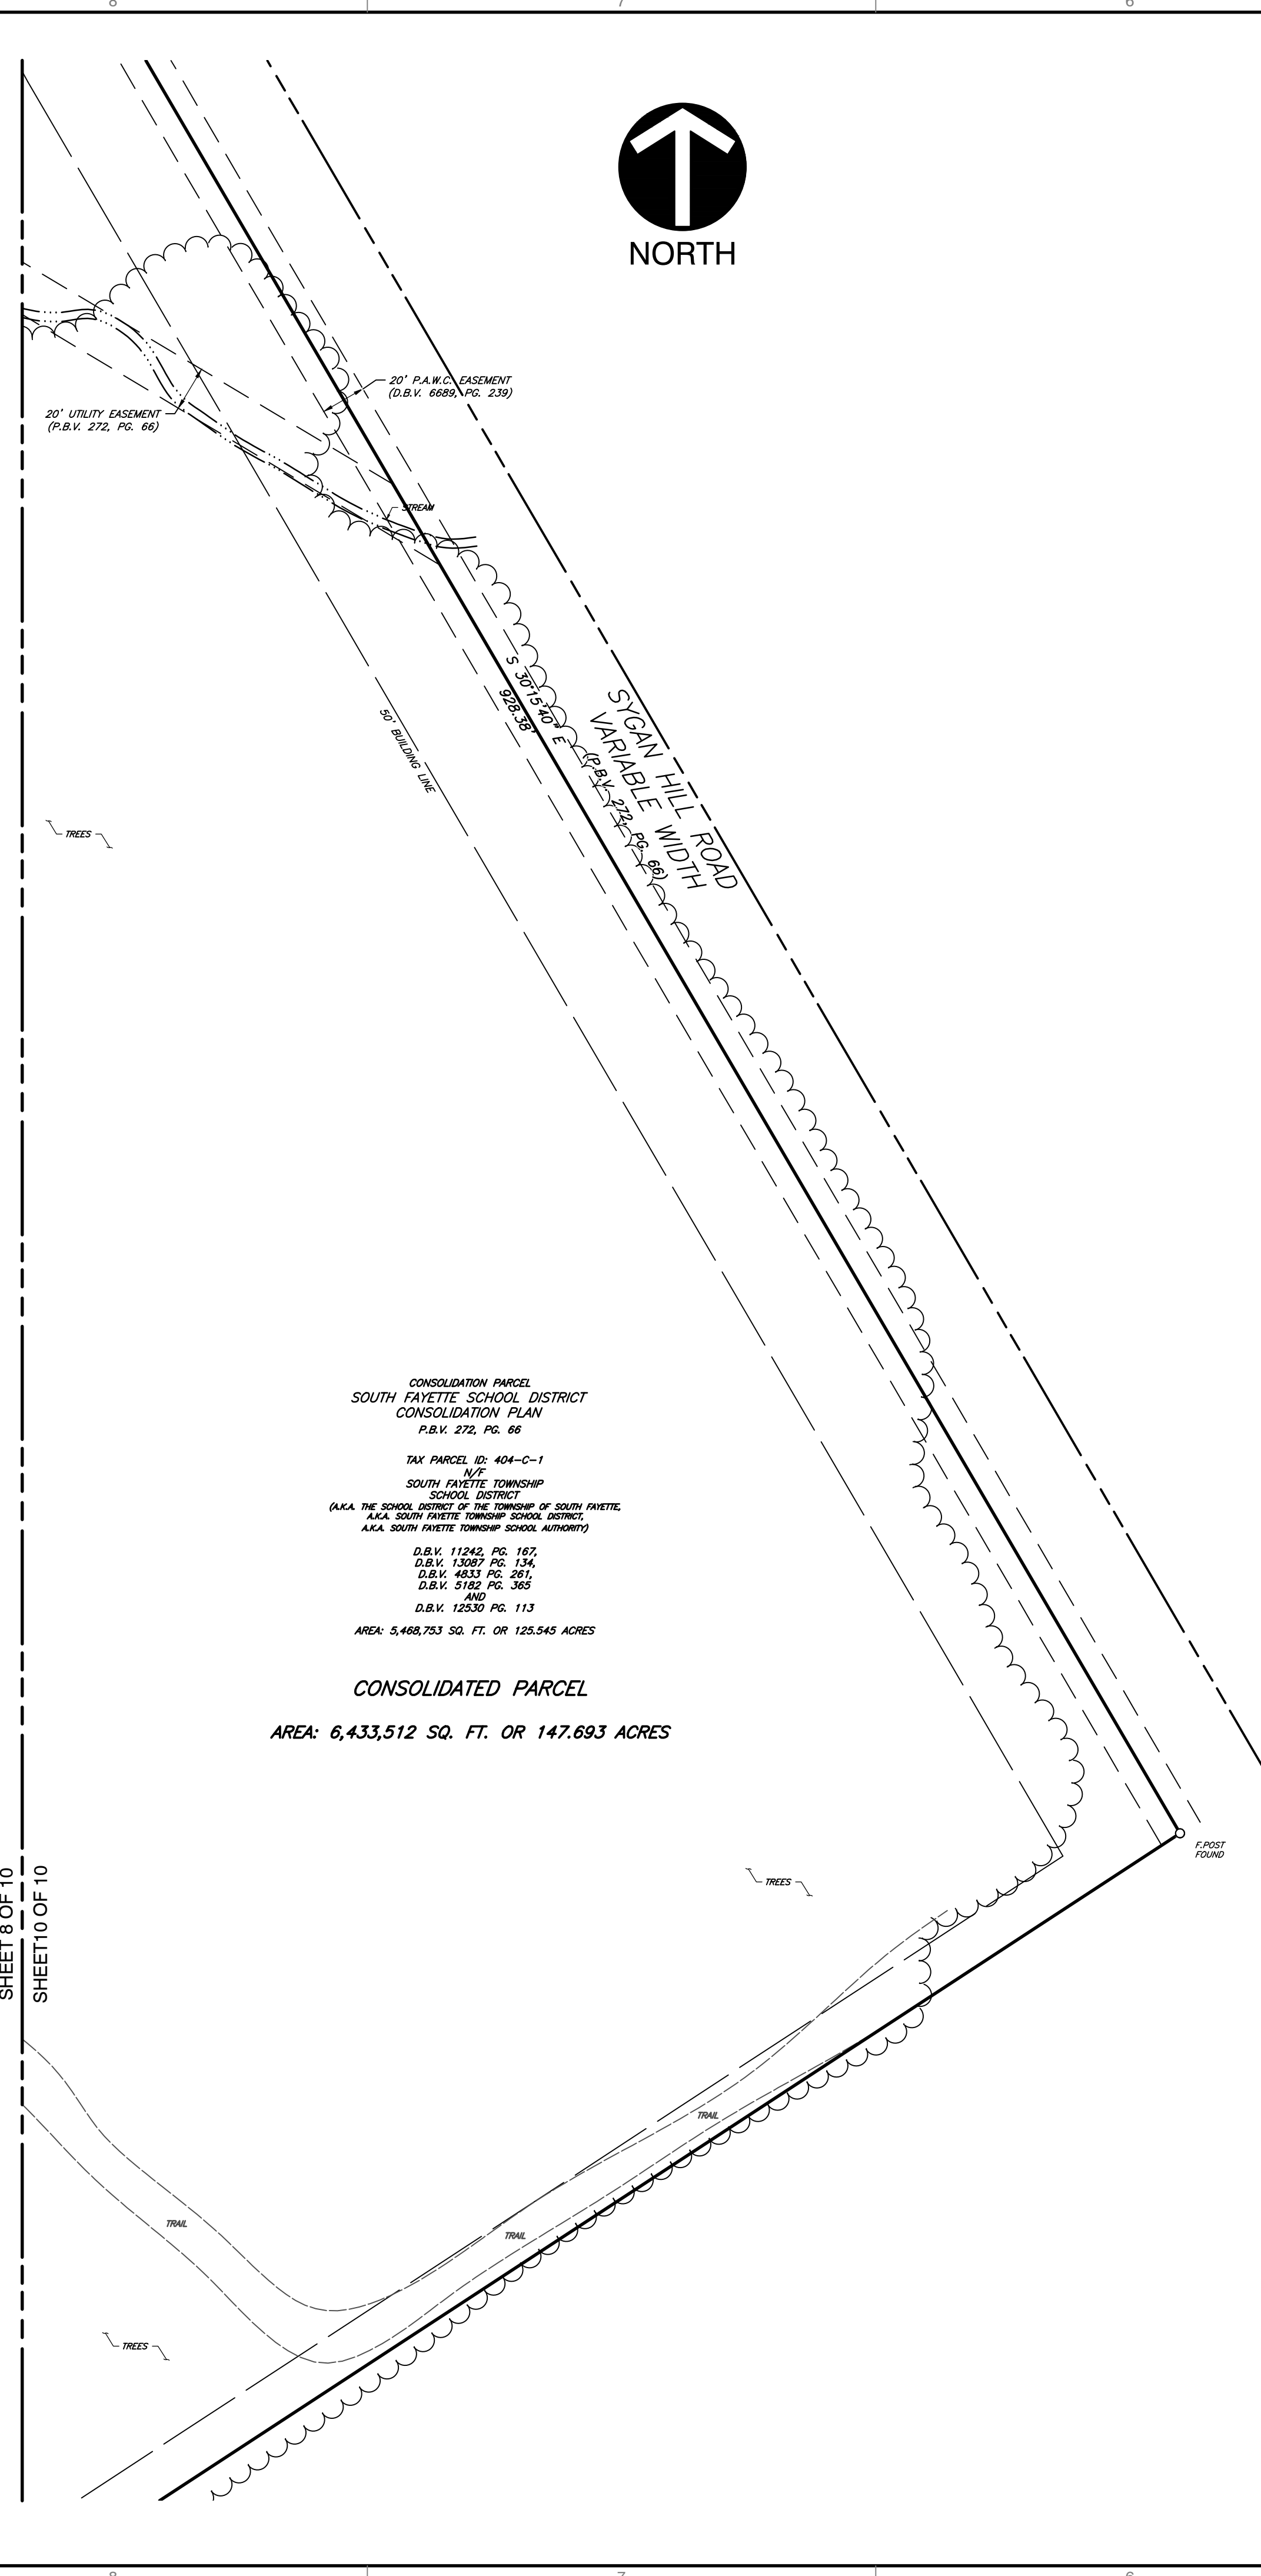 8 7 6
NORTH
20' P.A.W.C. EASEMENT
(D.B.V. 6689, PG. 239)
20' UTILITY EASEMENT
(P.B.V. 272, PG. 66)
STREAM
S 30°15'40" E
928.38'
SYGAN HILL ROAD
VARIABLE WIDTH
(P.B.V. 272, PG. 66)
50' BUILDING LINE
TREES
CONSOLIDATION PARCEL
SOUTH FAYETTE SCHOOL DISTRICT
CONSOLIDATION PLAN
P.B.V. 272, PG. 66
TAX PARCEL ID: 404-C-1
N/F
SOUTH FAYETTE TOWNSHIP
SCHOOL DISTRICT
(A.K.A. THE SCHOOL DISTRICT OF THE TOWNSHIP OF SOUTH FAYETTE,
A.K.A. SOUTH FAYETTE TOWNSHIP SCHOOL DISTRICT,
A.K.A. SOUTH FAYETTE TOWNSHIP SCHOOL AUTHORITY)
D.B.V. 11242, PG. 167,
D.B.V. 13087 PG. 134,
D.B.V. 4833 PG. 261,
D.B.V. 5182 PG. 365
AND
D.B.V. 12530 PG. 113
AREA: 5,468,753 SQ. FT. OR 125.545 ACRES
CONSOLIDATED PARCEL
AREA: 6,433,512 SQ. FT. OR 147.693 ACRES
F.POST
FOUND
TREES
SHEET 8 OF 10
SHEET10 OF 10
TRAIL
TRAIL
TRAIL
TREES
8 7 6